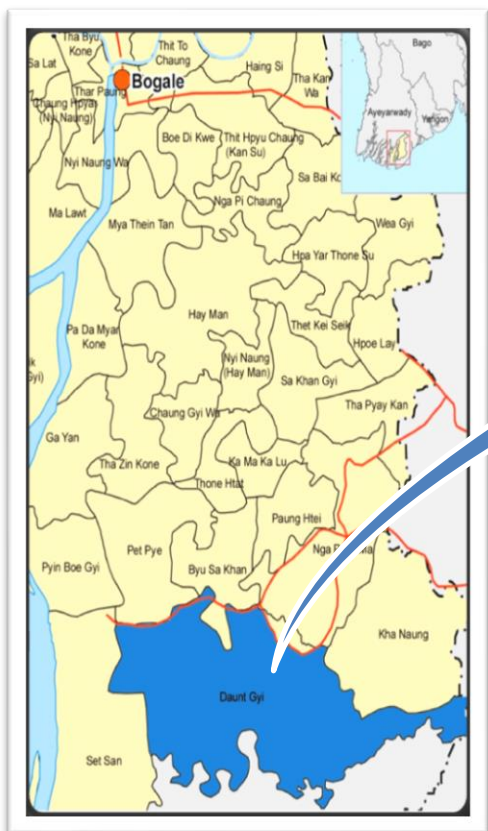 Tha Byu
Kone
Thit To
Chaung
Haing Si
Bago
Sa Lat
Bogale
Tha Kan
Wa
Thar Paung
Chaung Hpyar
(Nyi Naung)
Ayeyarwady
Yangon
Boe Di Kwe
Thit Hpyu Chaung
(Kan Su)
Nyi Naung Wa
Sa Bai Ko
Nga Pi Chaung
Ma Lawt
Mya Thein Tan
Wea Gyi
Hpa Yar Thone Su
Hay Man
Pa Da Myar
Kone
Thet Kei Seik
Nyi Naung
(Hay Man)
Hpoe Lay
Gyi)
Sa Khan Gyi
Chaung Gyi Wa
Tha Pyay Kan
Ga Yan
Tha Zin Kone
Ka Ma Ka Lu
Thone Htat
Paung Htei
Pet Pye
Nga
Pyin Boe Gyi
Byu Sa Khan
Kha Naung
Daunt Gyi
Set San